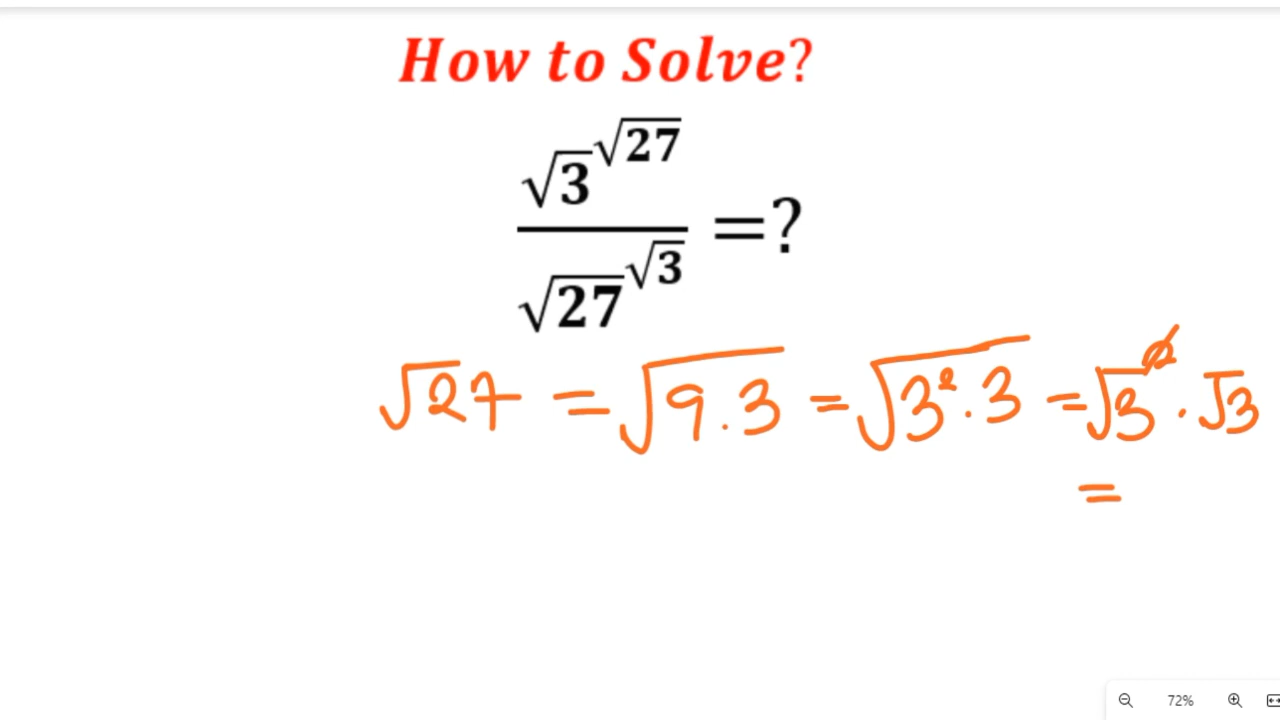 How to Solve?
√3^√27 / √27^√3 =?
√27 = √9.3 = √3².3 = √3² . √3
=
72%